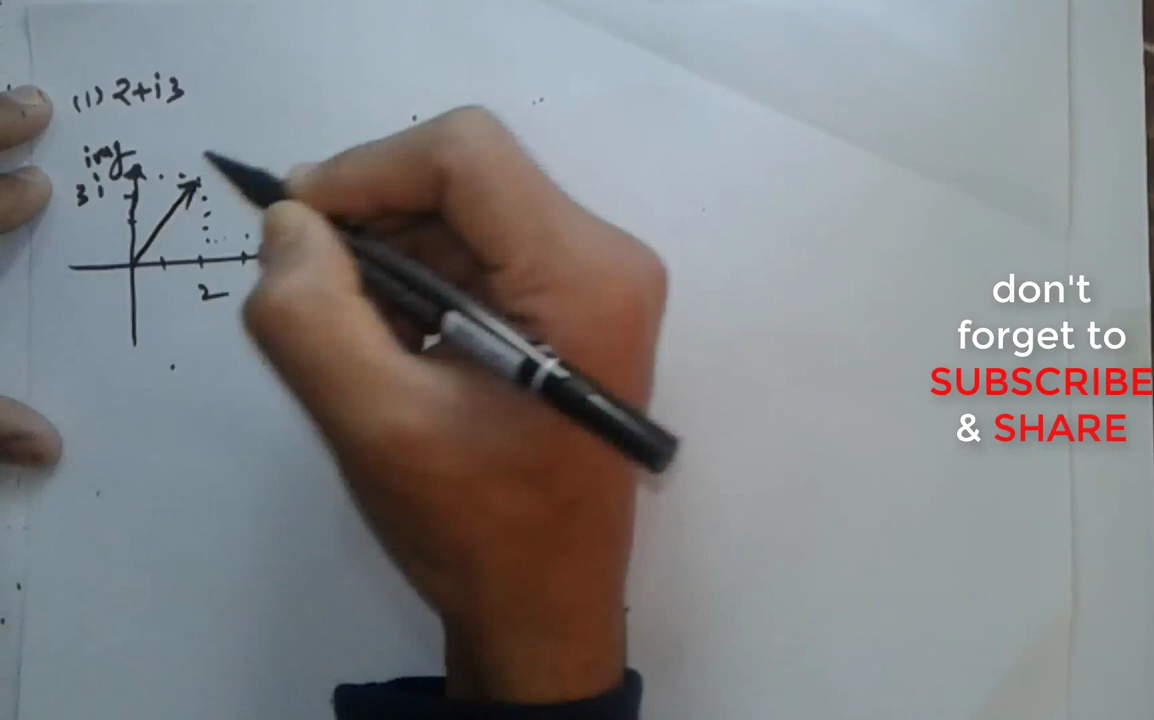 (1) 2+i3
img
3i
2
don't
forget to
SUBSCRIBE
& SHARE